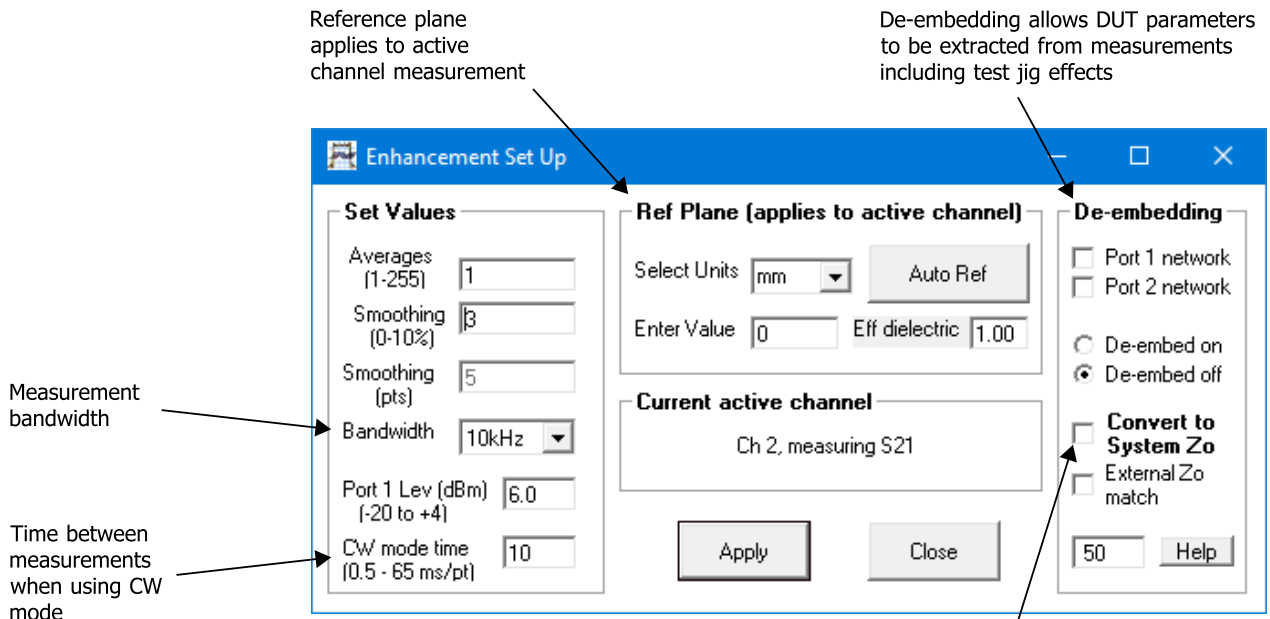 Reference plane
applies to active
channel measurement
De-embedding allows DUT parameters
to be extracted from measurements
including test jig effects
Enhancement Set Up
Set Values
Averages
(1-255)
1
Smoothing
(0-10%)
3
Smoothing
(pts)
5
Bandwidth
10kHz
Port 1 Lev (dBm)
(-20 to +4)
6.0
CW mode time
(0.5 - 65 ms/pt)
10
Ref Plane (applies to active channel)
Select Units
mm
Auto Ref
Enter Value
0
Eff dielectric
1.00
Current active channel
Ch 2, measuring S21
Apply
Close
De-embedding
Port 1 network
Port 2 network
De-embed on
De-embed off
Convert to
System Zo
External Zo
match
50
Help
Measurement
bandwidth
Time between
measurements
when using CW
mode